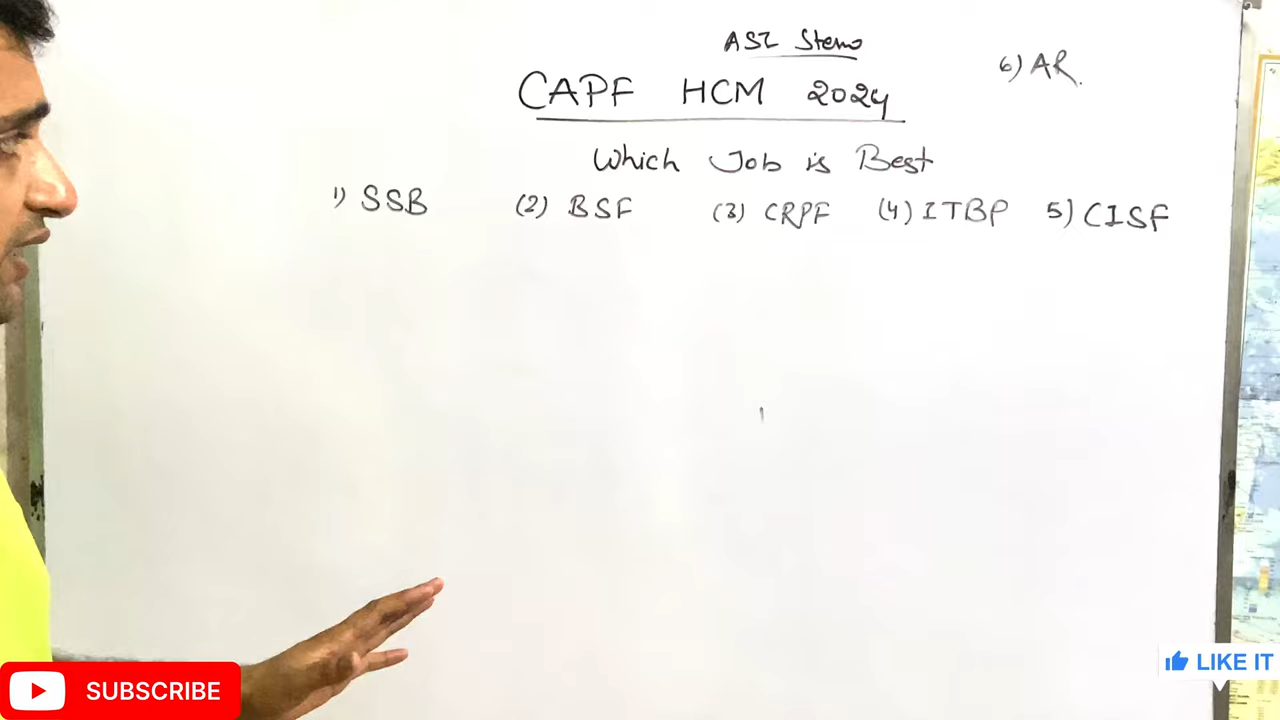 ASI Steno
6) AR.
CAPF HCM 2024
Which Job is Best
1) SSB (2) BSF (3) CRPF (4) ITBP 5) CISF
LIKE IT
SUBSCRIBE